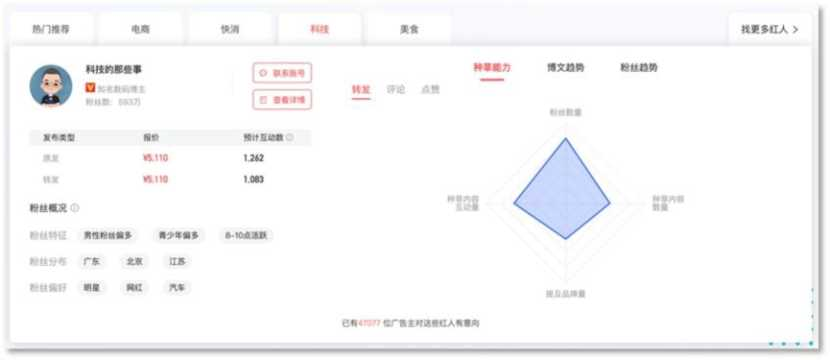 热门推荐 电商 快消 科技 美食 找更多红人 >
科技的那些事
知名数码博主
粉丝数：593万
联系账号
查看详情
发布类型 报价 预计互动数
原发 ¥5,110 1,262
转发 ¥5,110 1,083
粉丝概况
粉丝特征 男性粉丝偏多 青少年偏多 8-10点活跃
粉丝分布 广东 北京 江苏
粉丝偏好 明星 网红 汽车
种草能力 博文趋势 粉丝趋势
转发 评论 点赞
粉丝数量
种草内容
互动量
种草内容
数量
提及品牌量
已有47077 位广告主对这些红人有意向